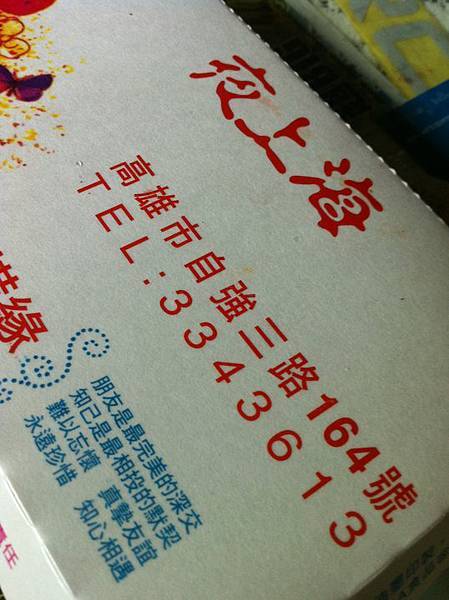 夜上海
高雄市自強三路164號
TEL:3343613
緣
朋友是最完美的深交
知己是最相投的默契
難以忘懷 真摯友誼
永遠珍惜 知心相遇
任